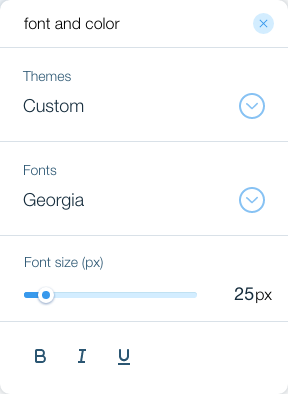 font and color
Themes
Custom
Fonts
Georgia
Font size (px)
25px
B I U